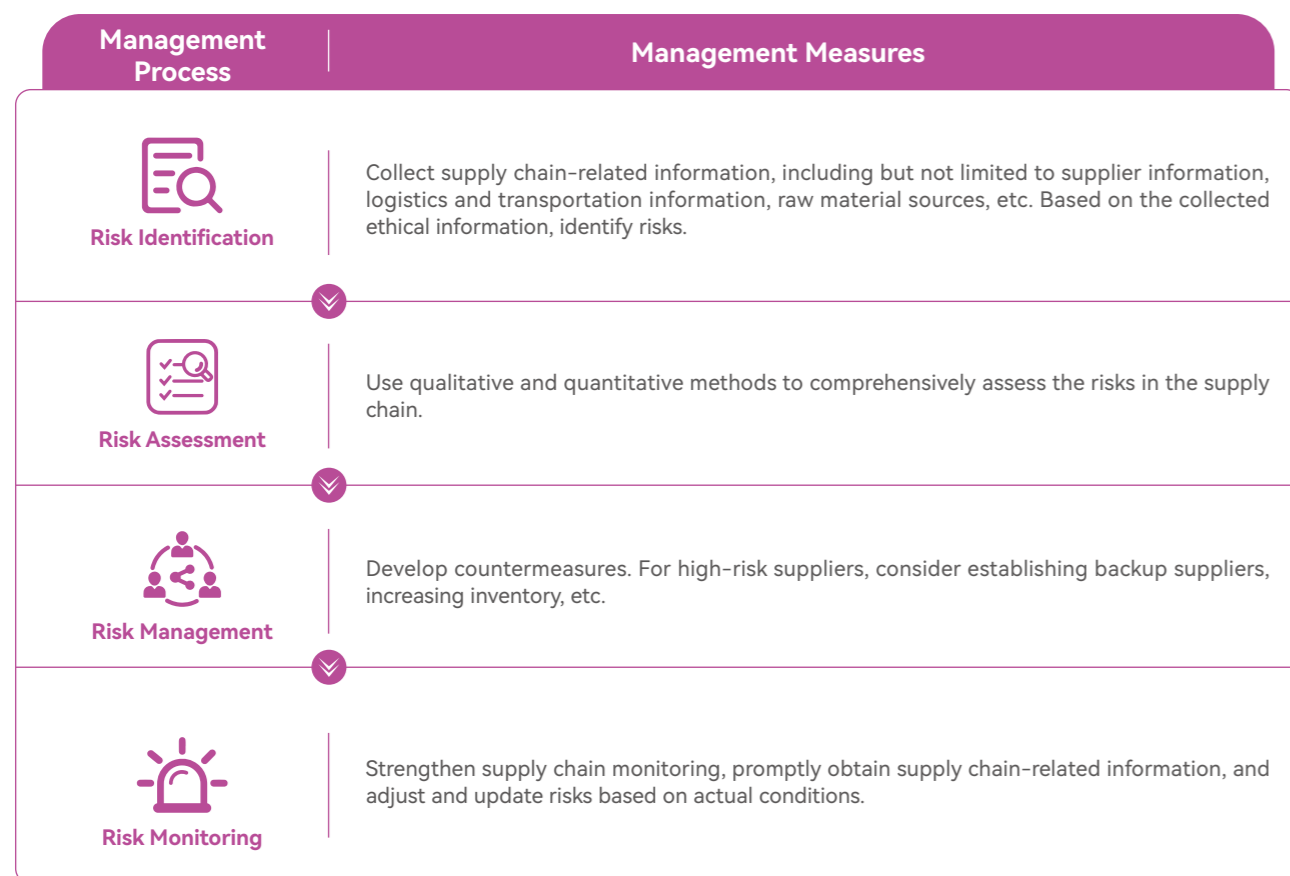 Management
Process
Management Measures
Risk Identification
Collect supply chain-related information, including but not limited to supplier information,
logistics and transportation information, raw material sources, etc. Based on the collected
ethical information, identify risks.
Risk Assessment
Use qualitative and quantitative methods to comprehensively assess the risks in the supply
chain.
Risk Management
Develop countermeasures. For high-risk suppliers, consider establishing backup suppliers,
increasing inventory, etc.
Risk Monitoring
Strengthen supply chain monitoring, promptly obtain supply chain-related information, and
adjust and update risks based on actual conditions.